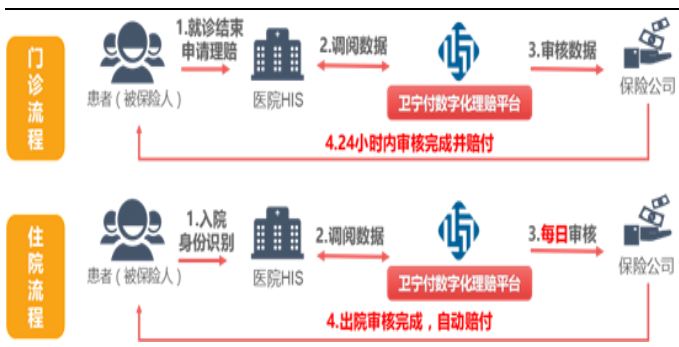 门诊流程
1.就诊结束
申请理赔
2.调阅数据
3.审核数据
患者（被保险人）
医院HIS
卫宁付数字化理赔平台
保险公司
4.24小时内审核完成并赔付
住院流程
1.入院
身份识别
2.调阅数据
3.每日审核
患者（被保险人）
医院HIS
卫宁付数字化理赔平台
保险公司
4.出院审核完成，自动赔付